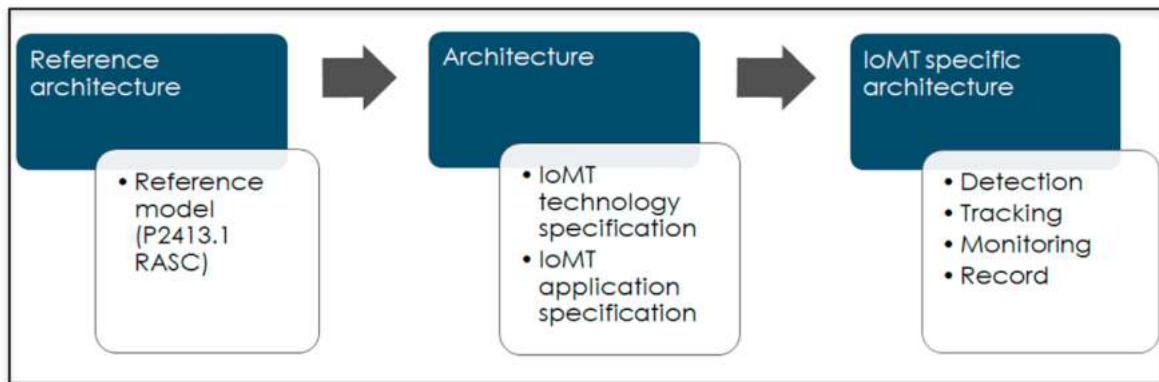 Reference
architecture
• Reference
model
(P2413.1
RASC)
Architecture
• IoMT
technology
specification
• IoMT
application
specification
IoMT specific
architecture
• Detection
• Tracking
• Monitoring
• Record